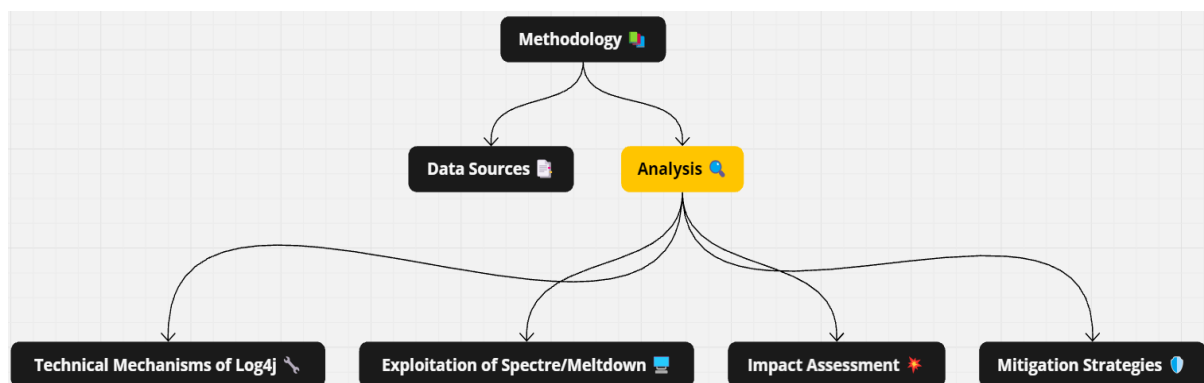 Methodology
Data Sources
Analysis
Technical Mechanisms of Log4j
Exploitation of Spectre/Meltdown
Impact Assessment
Mitigation Strategies